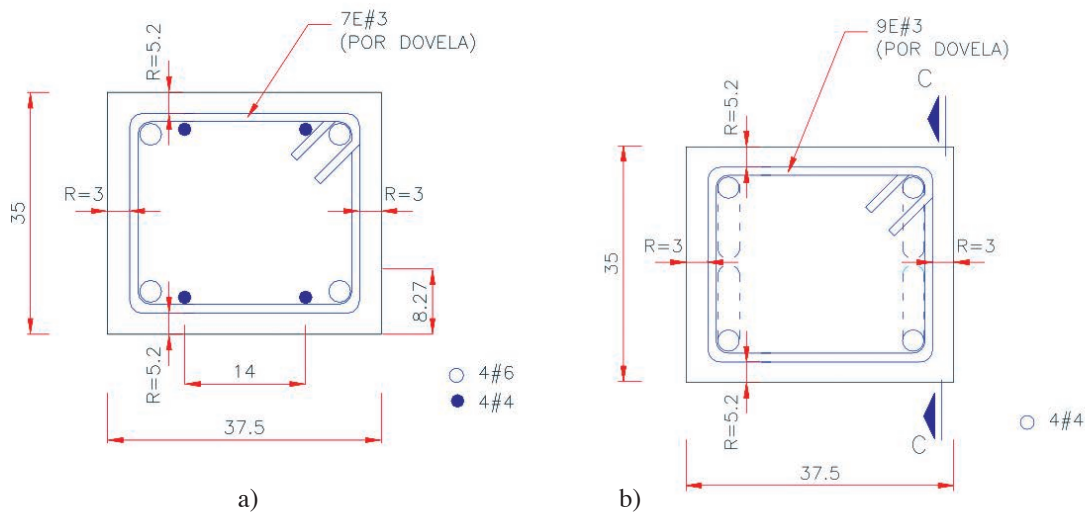 7E#3
(POR DOVELA)
R=5.2
R=3
R=3
35
8.27
R=5.2
14
37.5
4#6
4#4
a)
9E#3
(POR DOVELA)
C
R=5.2
R=3
R=3
35
R=5.2
C
37.5
4#4
b)